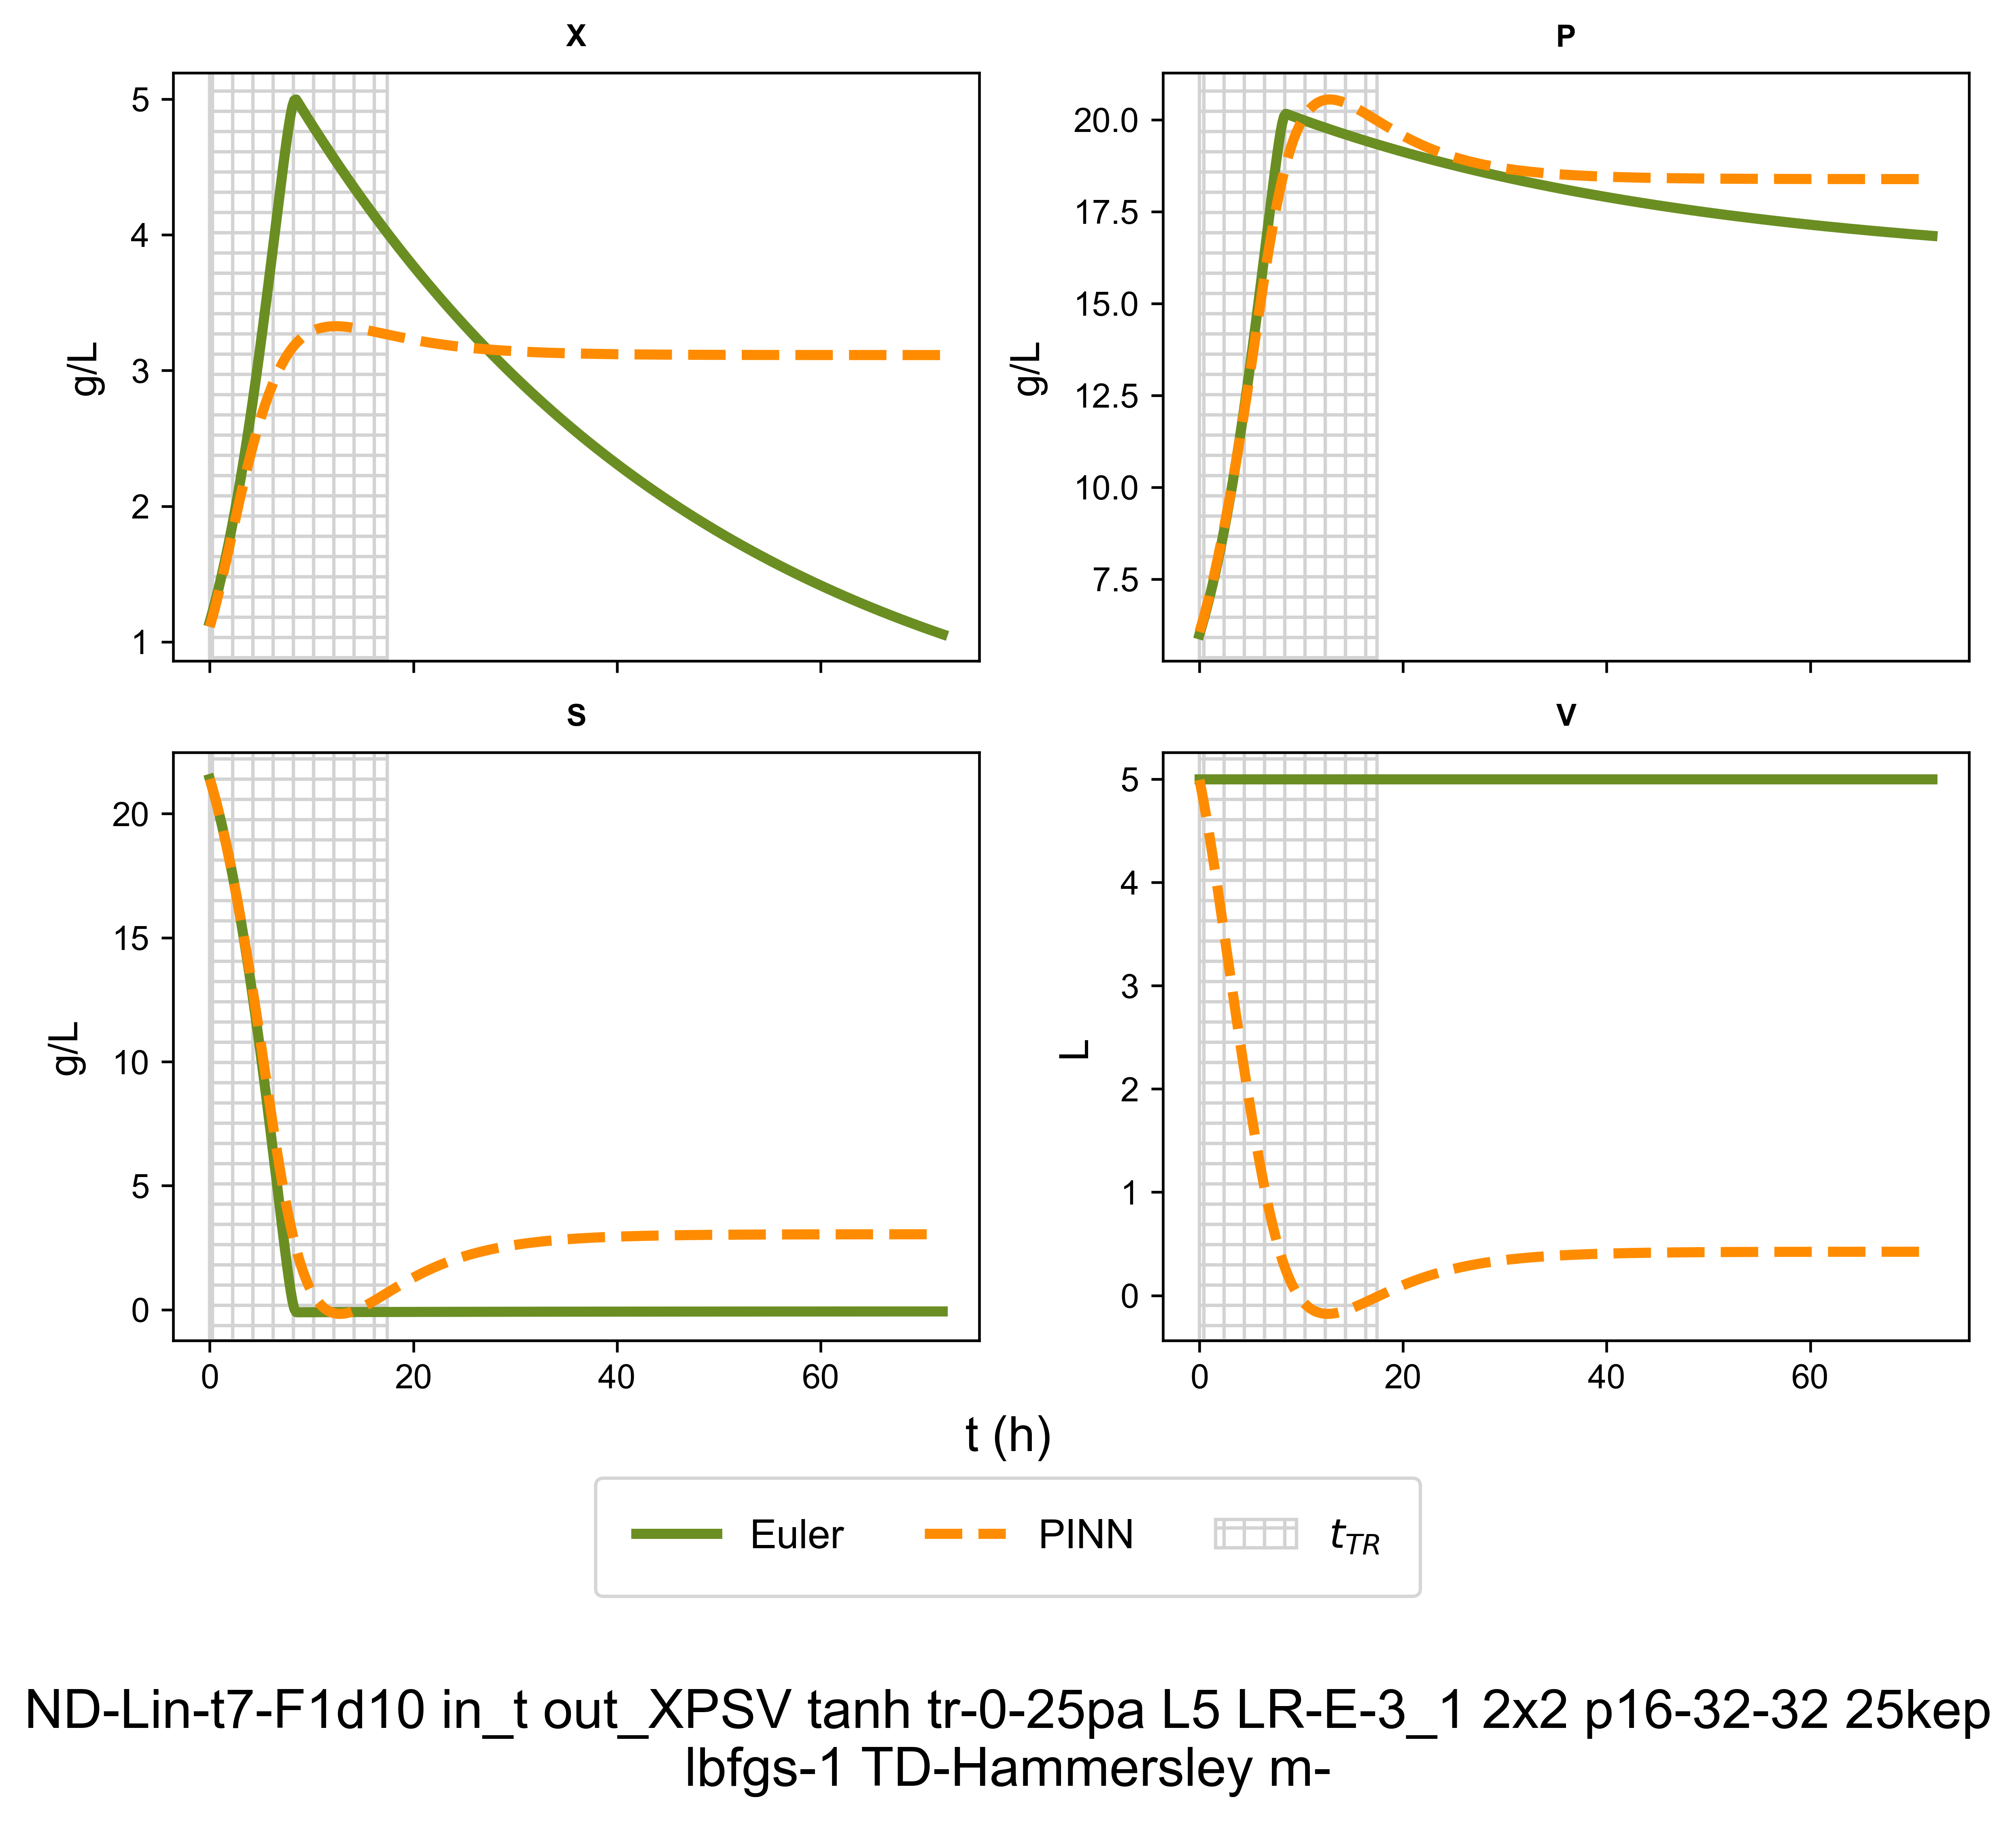 X
P
5
4
3
2
1
g/L
20.0
17.5
15.0
12.5
10.0
7.5
g/L
S
V
20
15
10
5
0
g/L
0
20
40
60
5
4
3
2
1
0
L
0
20
40
60
t (h)
Euler PINN t_TR
ND-Lin-t7-F1d10 in_t out_XPSV tanh tr-0-25pa L5 LR-E-3_1 2x2 p16-32-32 25kep
lbfgs-1 TD-Hammersley m-